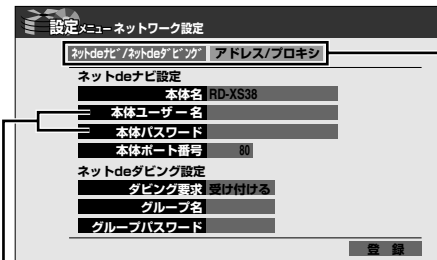 設定メニュー ネットワーク設定
ネットdeナビ/ネットdeダビング アドレス/プロキシ
ネットdeナビ設定
本体名 RD-XS38
本体ユーザー名
本体パスワード
本体ポート番号 80
ネットdeダビング設定
ダビング要求 受け付ける
グループ名
グループパスワード
登 録